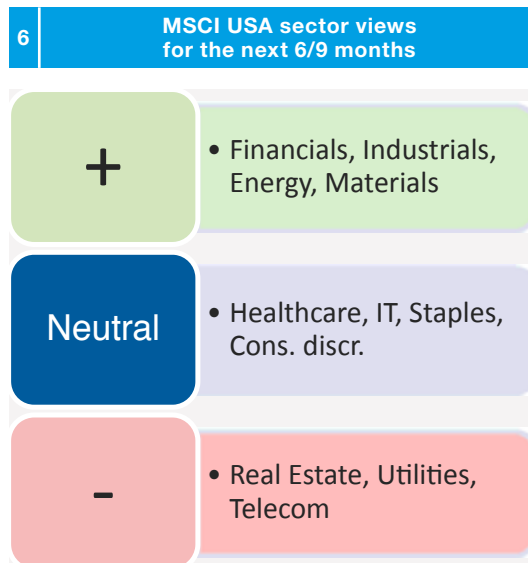 6
MSCI USA sector views
for the next 6/9 months
+
• Financials, Industrials,
Energy, Materials
Neutral
• Healthcare, IT, Staples,
Cons. discr.
-
• Real Estate, Utilities,
Telecom